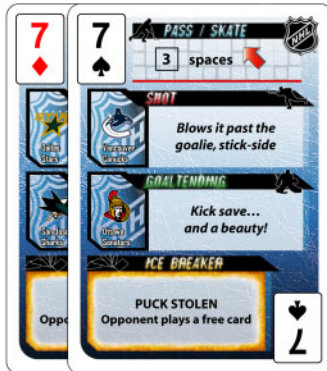 7
7
PASS / SKATE
NHL
3 spaces
SHOT
Dallas
Stars
Vancouver
Canucks
Blows it past the
goalie, stick-side
GOALTENDING
San Jose
Sharks
Ottawa
Senators
Kick save...
and a beauty!
ICE BREAKER
PUCK STOLEN
Oppo
Opponent plays a free card
7